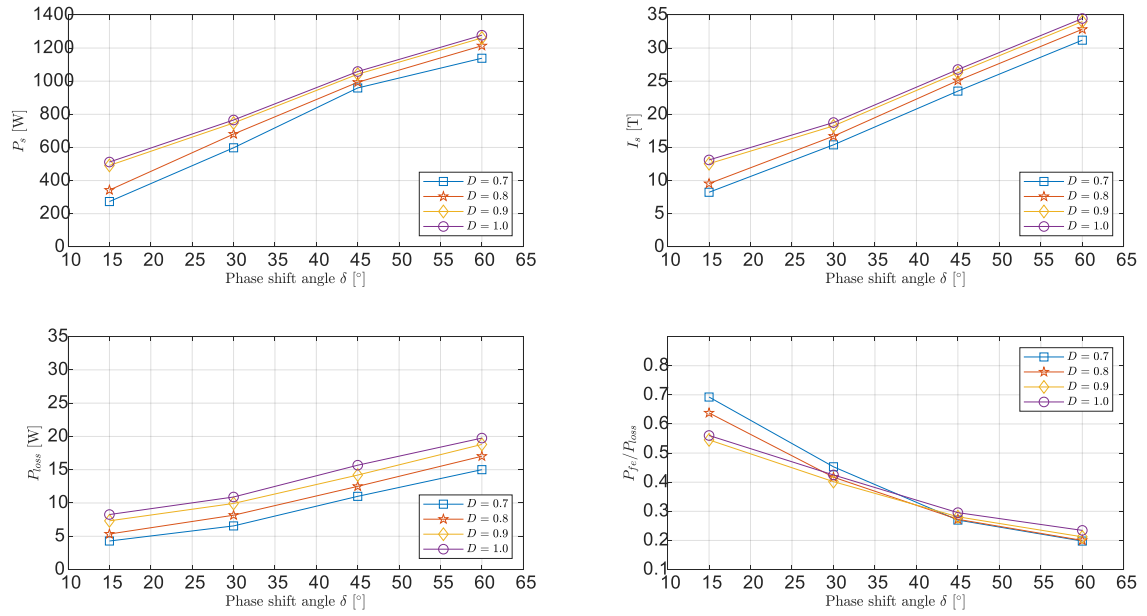 1400
1200
1000
800
600
400
200
0
P_s [W]
10 15 20 25 30 35 40 45 50 55 60 65
Phase shift angle δ [°]
D = 0.7
D = 0.8
D = 0.9
D = 1.0
35
30
25
20
15
10
5
0
I_s [T]
10 15 20 25 30 35 40 45 50 55 60 65
Phase shift angle δ [°]
D = 0.7
D = 0.8
D = 0.9
D = 1.0
35
30
25
20
15
10
5
0
P_loss [W]
10 15 20 25 30 35 40 45 50 55 60 65
Phase shift angle δ [°]
D = 0.7
D = 0.8
D = 0.9
D = 1.0
0.8
0.7
0.6
0.5
0.4
0.3
0.2
0.1
P_fe/P_loss
10 15 20 25 30 35 40 45 50 55 60 65
Phase shift angle δ [°]
D = 0.7
D = 0.8
D = 0.9
D = 1.0